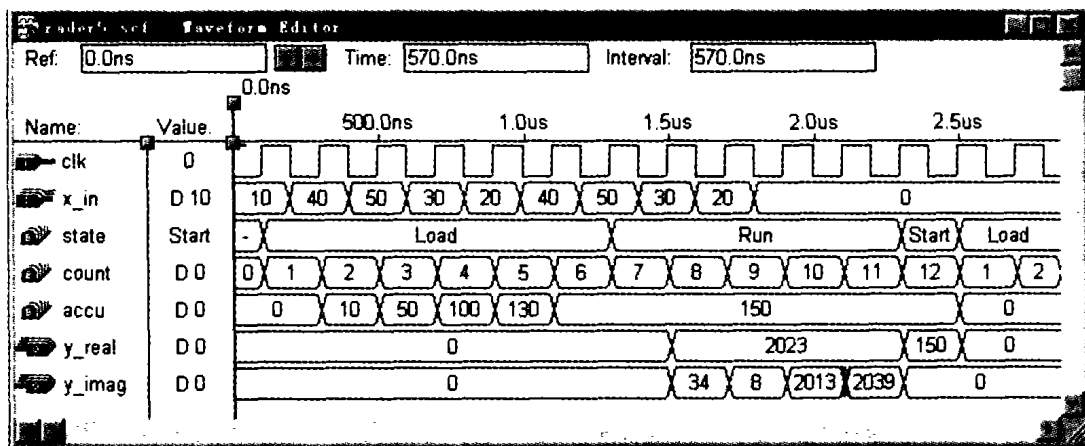 rader5.scf Waveform Editor
Ref: 0.0ns Time: 570.0ns Interval: 570.0ns
0.0ns
Name: Value: 500.0ns 1.0us 1.5us 2.0us 2.5us
clk 0
x_in D 10 10 40 50 30 20 40 50 30 20 0
state Start - Load Run Start Load
count D 0 0 1 2 3 4 5 6 7 8 9 10 11 12 1 2
accu D 0 0 10 50 100 130 150 0
y_real D 0 0 2023 150 0
y_imag D 0 0 34 8 2013 2039 0